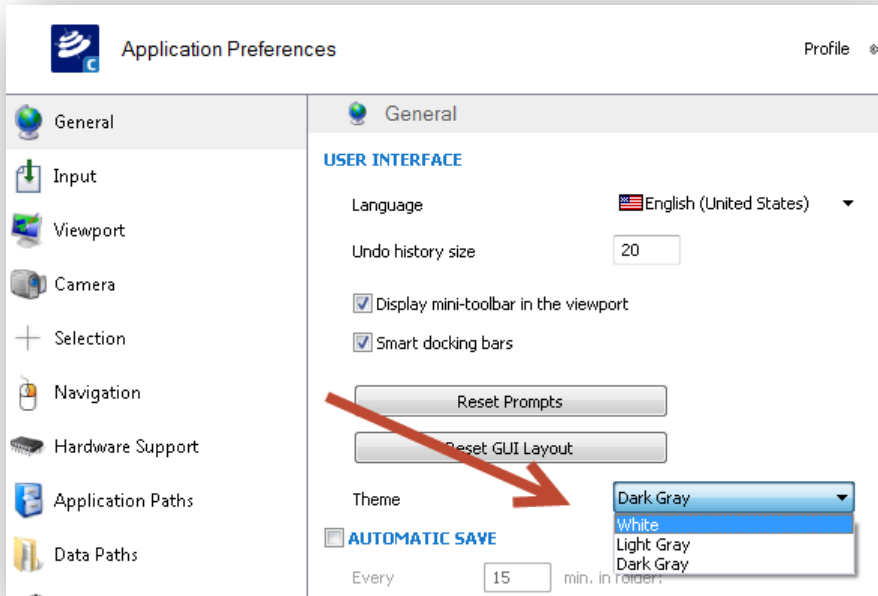 C
Application Preferences
Profile
General
Input
Viewport
Camera
Selection
Navigation
Hardware Support
Application Paths
Data Paths
General
USER INTERFACE
Language English (United States)
Undo history size 20
Display mini-toolbar in the viewport
Smart docking bars
Reset Prompts
Reset GUI Layout
Theme Dark Gray
White
Light Gray
Dark Gray
AUTOMATIC SAVE
Every 15 min. in folder: